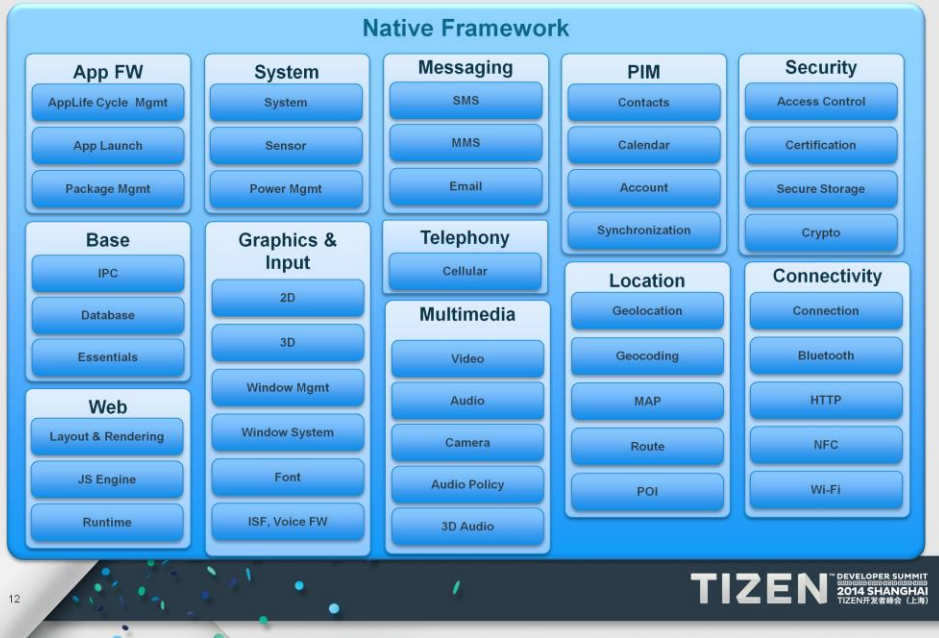 Native Framework
App FW
AppLife Cycle Mgmt
App Launch
Package Mgmt
System
System
Sensor
Power Mgmt
Messaging
SMS
MMS
Email
PIM
Contacts
Calendar
Account
Synchronization
Security
Access Control
Certification
Secure Storage
Crypto
Base
IPC
Database
Essentials
Graphics &
Input
2D
3D
Window Mgmt
Window System
Font
ISF, Voice FW
Telephony
Cellular
Multimedia
Video
Audio
Camera
Audio Policy
3D Audio
Location
Geolocation
Geocoding
MAP
Route
POI
Connectivity
Connection
Bluetooth
HTTP
NFC
Wi-Fi
Web
Layout & Rendering
JS Engine
Runtime
12
TIZEN™
DEVELOPER SUMMIT
2014 SHANGHAI
TIZEN开发者峰会（上海）